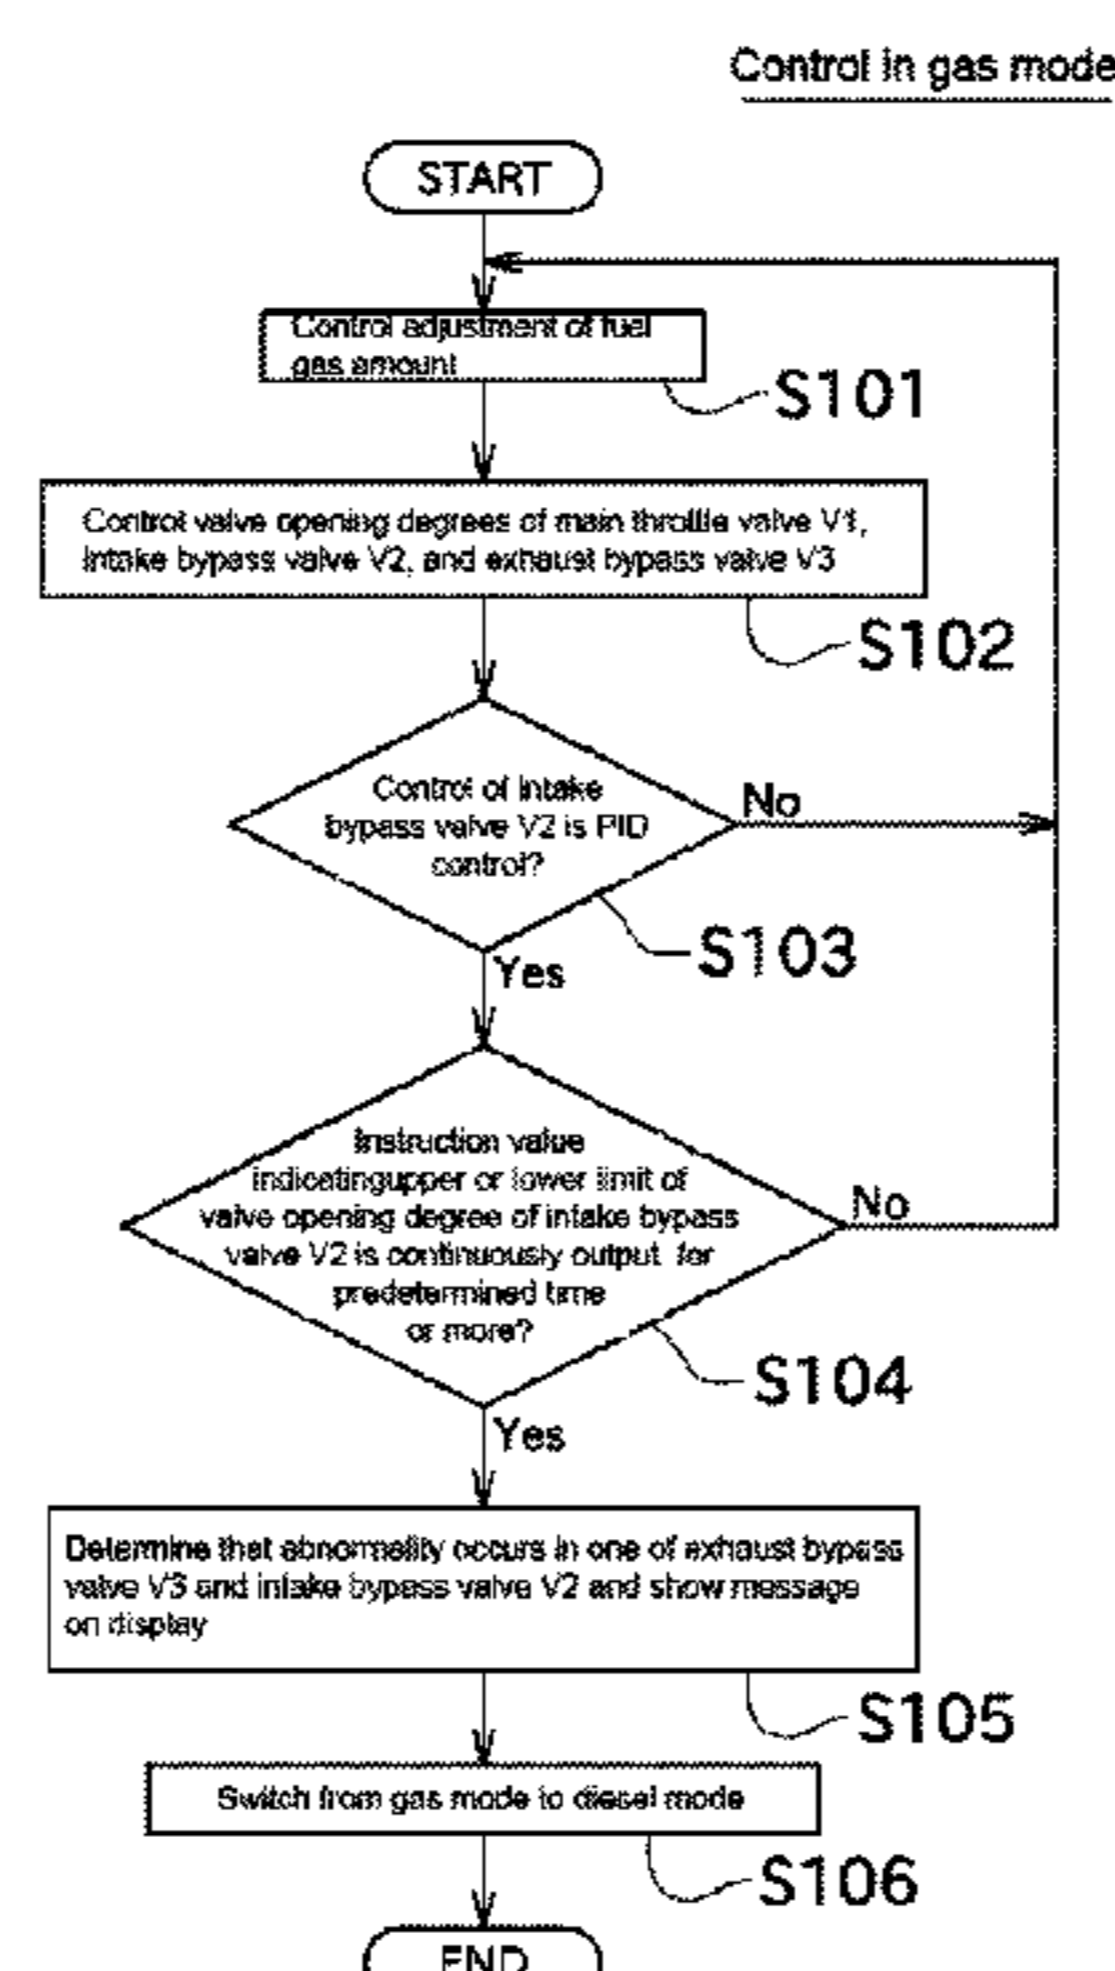 Control in gas mode
START
Control adjustment of fuel
gas amount
S101
Control valve opening degrees of main throttle valve V1,
intake bypass valve V2, and exhaust bypass valve V3
S102
Control of intake
bypass valve V2 is PID
control?
No
S103
Yes
Instruction value
indicatingupper or lower limit of
valve opening degree of intake bypass
valve V2 is continuously output for
predetermined time
or more?
No
S104
Yes
Determine that abnormality occurs in one of exhaust bypass
valve V3 and intake bypass valve V2 and show message
on display
S105
Switch from gas mode to diesel mode
S106
END